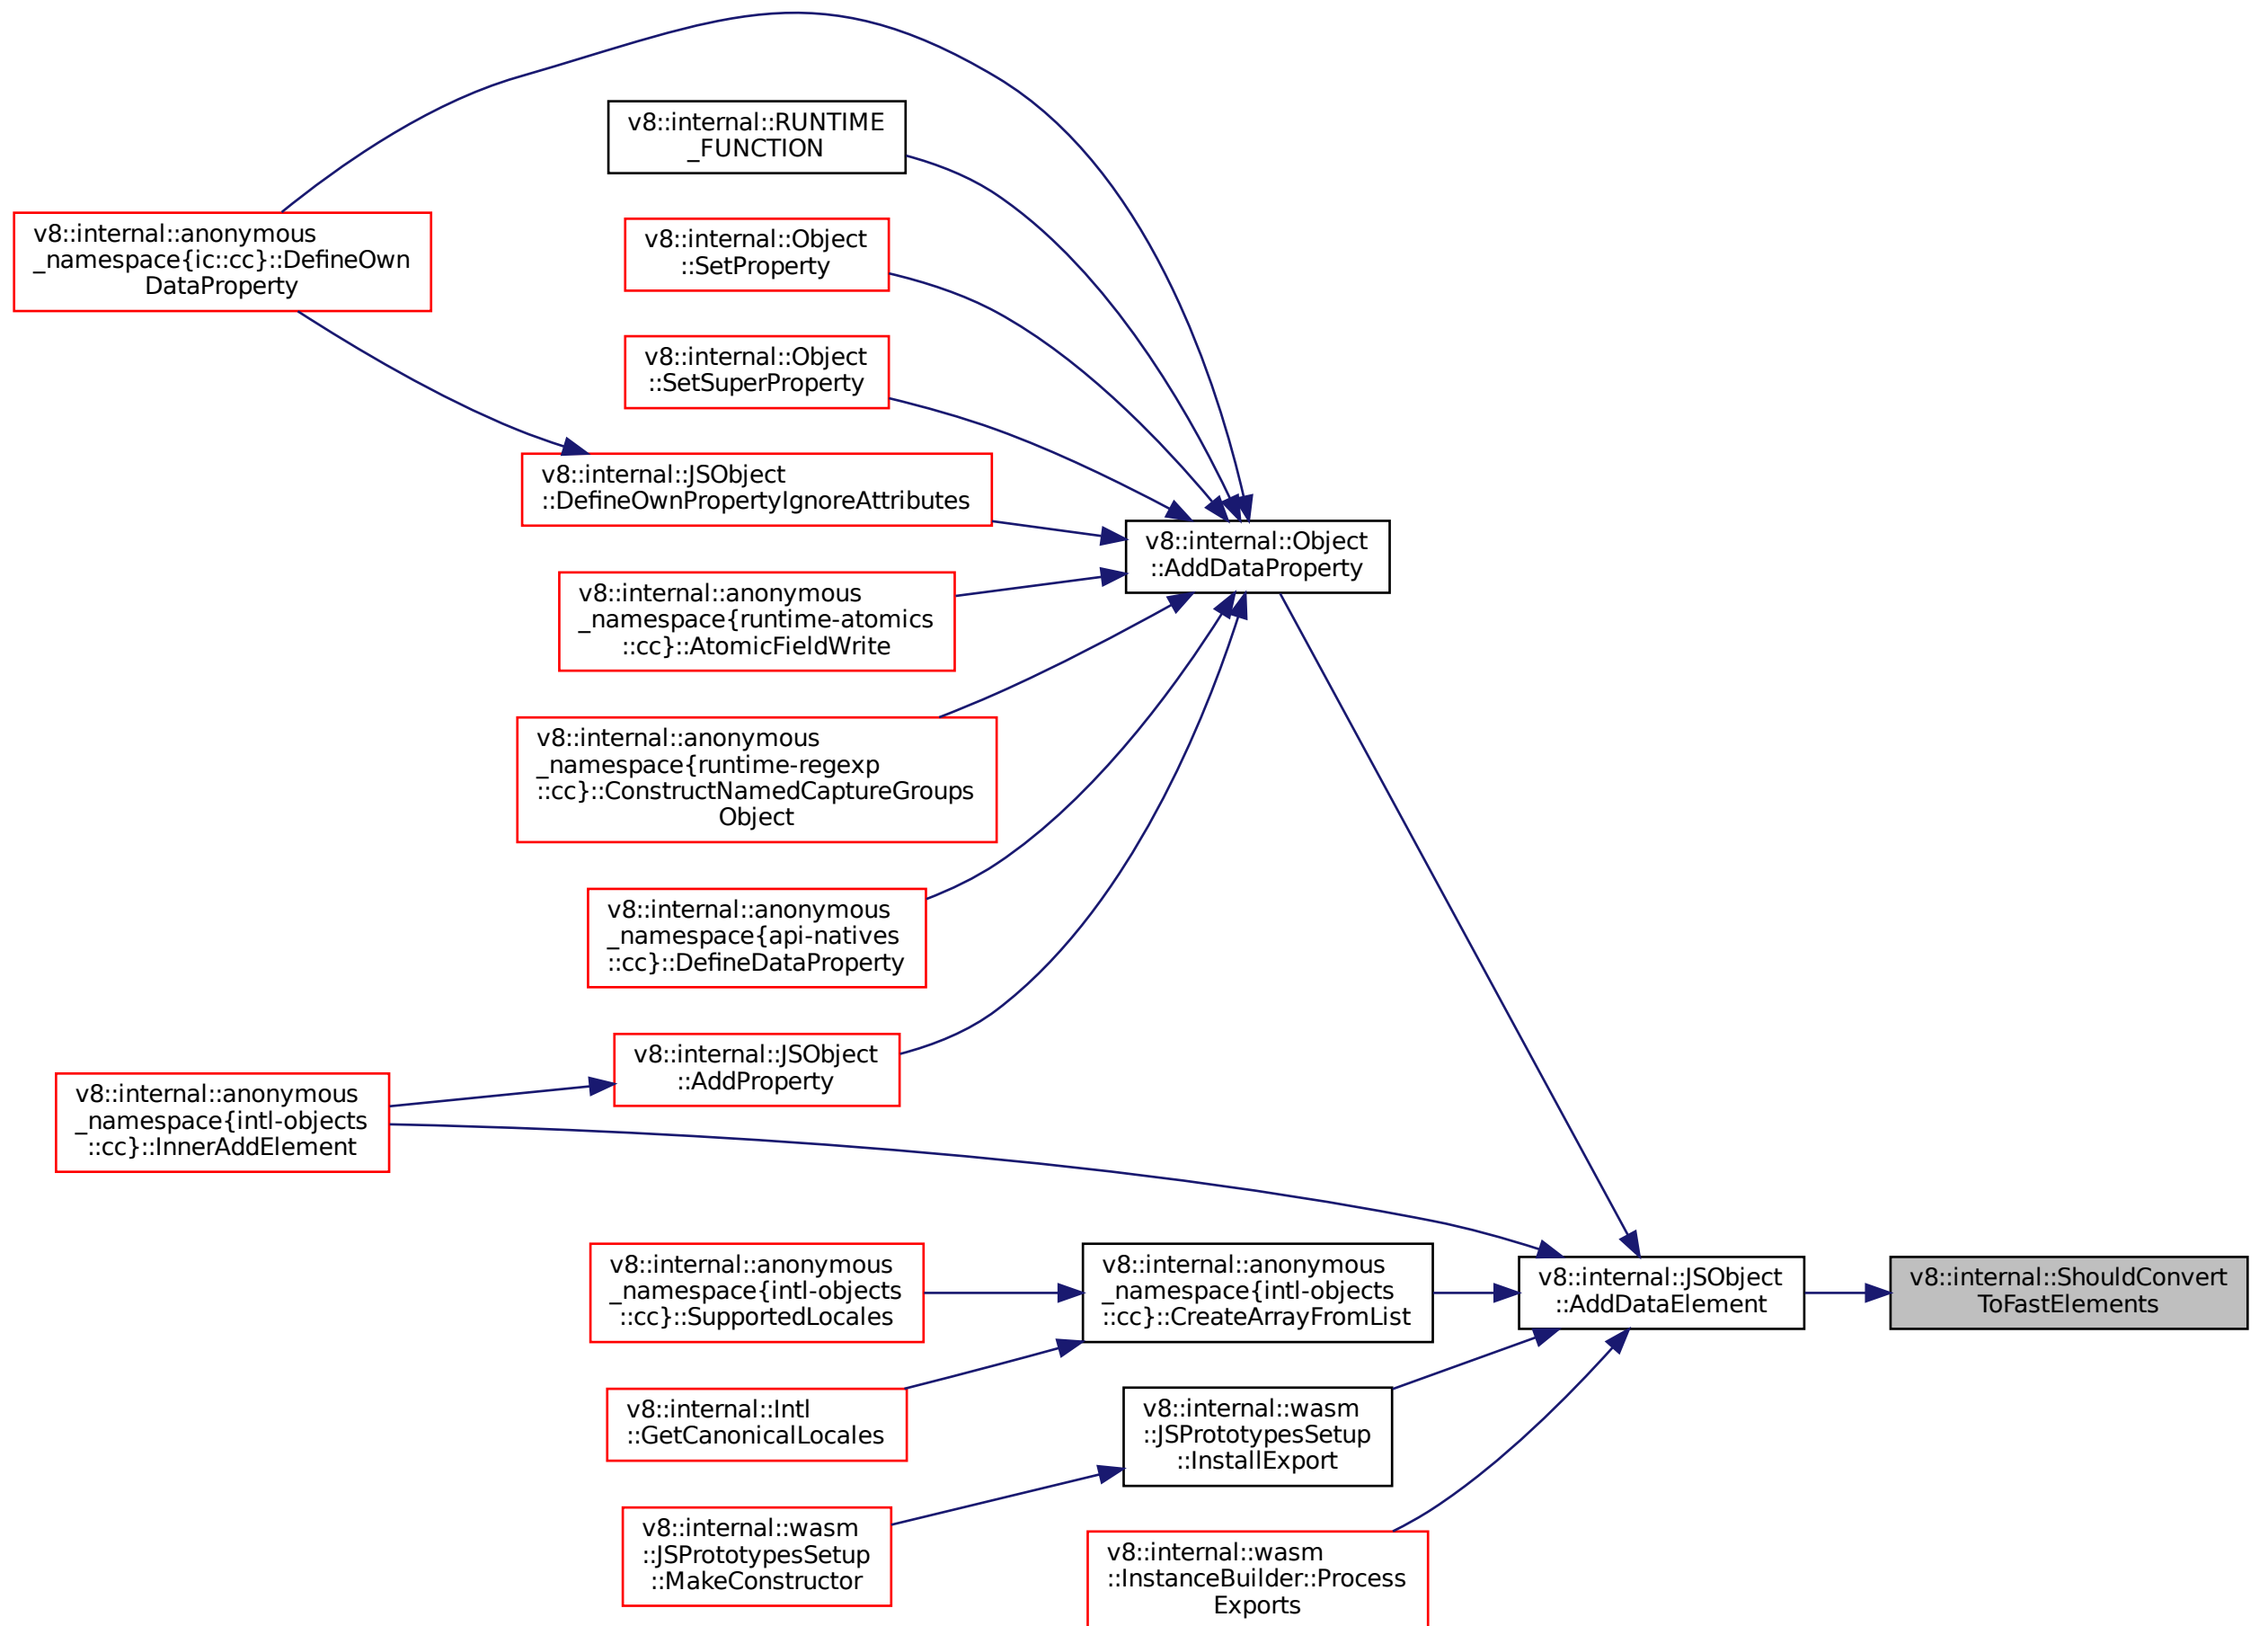 v8::internal::RUNTIME
_FUNCTION
v8::internal::anonymous
_namespace{ic::cc}::DefineOwn
DataProperty
v8::internal::Object
::SetProperty
v8::internal::Object
::SetSuperProperty
v8::internal::JSObject
::DefineOwnPropertyIgnoreAttributes
v8::internal::Object
::AddDataProperty
v8::internal::anonymous
_namespace{runtime-atomics
::cc}::AtomicFieldWrite
v8::internal::anonymous
_namespace{runtime-regexp
::cc}::ConstructNamedCaptureGroups
Object
v8::internal::anonymous
_namespace{api-natives
::cc}::DefineDataProperty
v8::internal::JSObject
::AddProperty
v8::internal::anonymous
_namespace{intl-objects
::cc}::InnerAddElement
v8::internal::anonymous
_namespace{intl-objects
::cc}::SupportedLocales
v8::internal::anonymous
_namespace{intl-objects
::cc}::CreateArrayFromList
v8::internal::JSObject
::AddDataElement
v8::internal::ShouldConvert
ToFastElements
v8::internal::Intl
::GetCanonicalLocales
v8::internal::wasm
::JSPrototypesSetup
::InstallExport
v8::internal::wasm
::JSPrototypesSetup
::MakeConstructor
v8::internal::wasm
::InstanceBuilder::Process
Exports